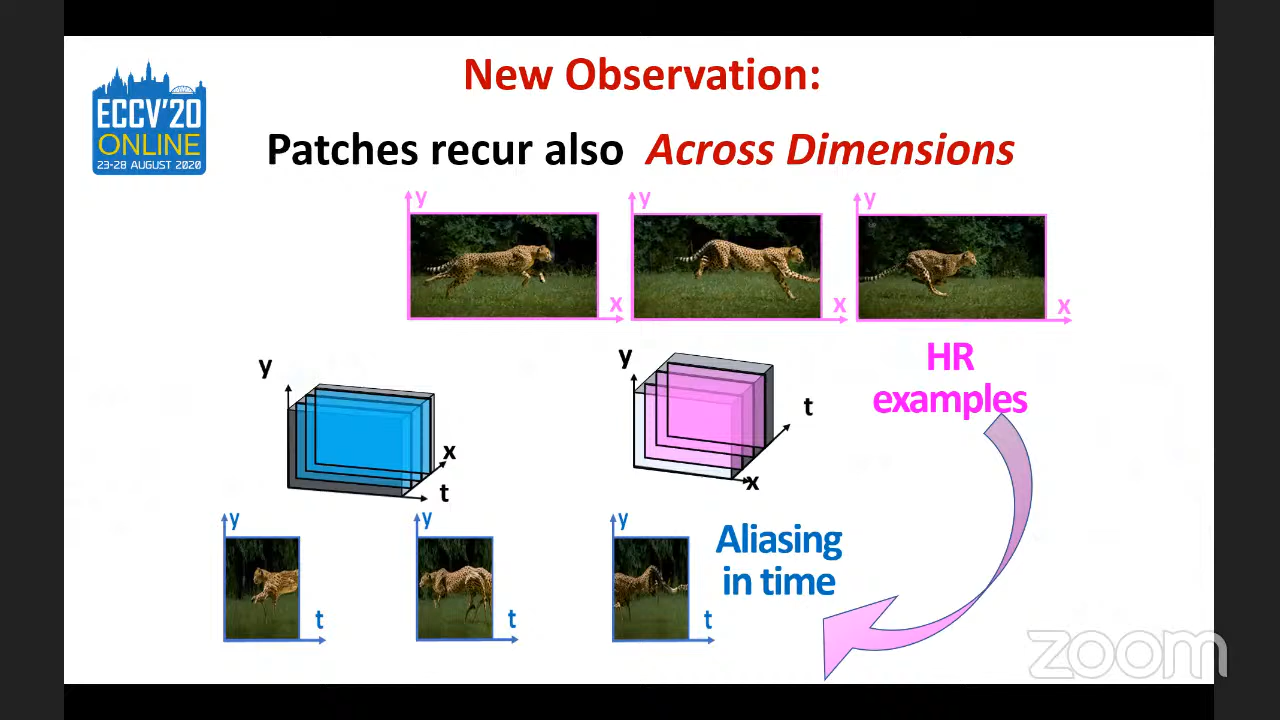 New Observation:
ECCV'20
ONLINE
23-28 AUGUST 2020
Patches recur also Across Dimensions
y
y
y
x
x
x
HR
examples
y
x
t
y
t
x
y
t
y
t
y
t
Aliasing
in time
zoom